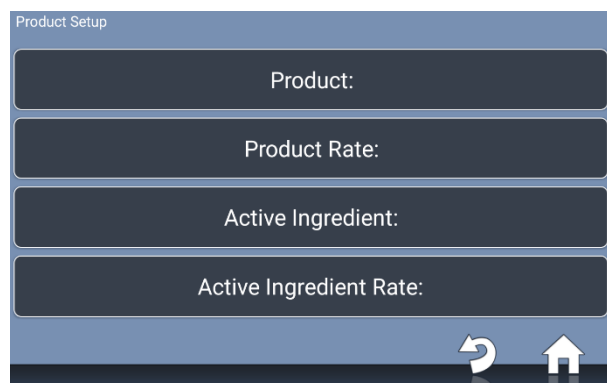 Product Setup
Product:
Product Rate:
Active Ingredient:
Active Ingredient Rate: